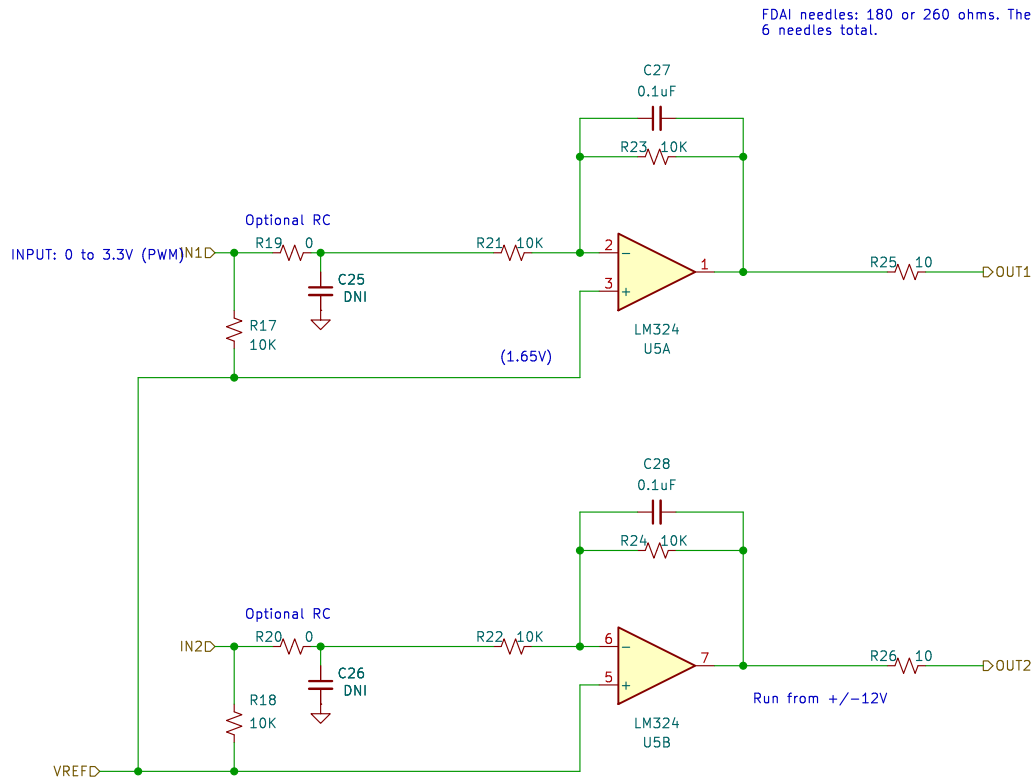 FDAI needles: 180 or 260 ohms. The
6 needles total.
C27
0.1uF
R23 10K
Optional RC
INPUT: 0 to 3.3V (PWM)
N1
R19 0
R21 10K
2
1
3
C25
DNI
R25 10
OUT1
R17
10K
LM324
U5A
(1.65V)
C28
0.1uF
R24 10K
Optional RC
IN2
R20 0
R22 10K
6
7
5
C26
DNI
R26 10
OUT2
R18
10K
Run from +/-12V
LM324
U5B
VREF